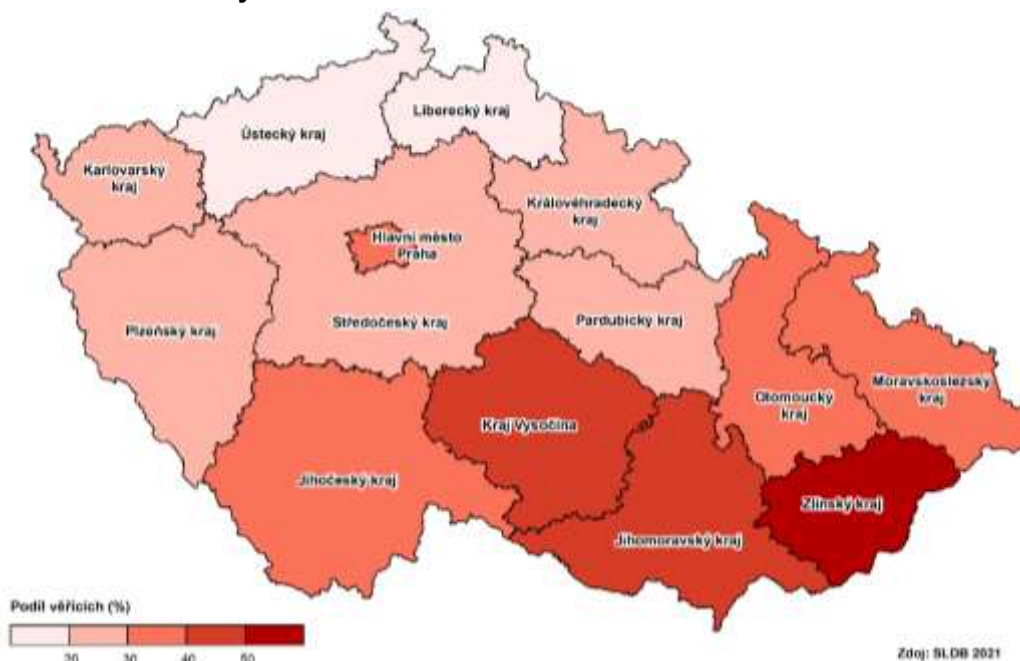 Liberecký kraj
Ústecký kraj
Karlovarský
kraj
Královéhradecký
kraj
Hlavní město
Praha
Plzeňský kraj
Středočeský kraj
Pardubický kraj
Moravskoslezský
kraj
Olomoucký
kraj
Kraj Vysočina
Jihočeský kraj
Zlínský kraj
Jihomoravský kraj
Podíl věřících (%)
20 30 40 50
Zdoj: SLDB 2021